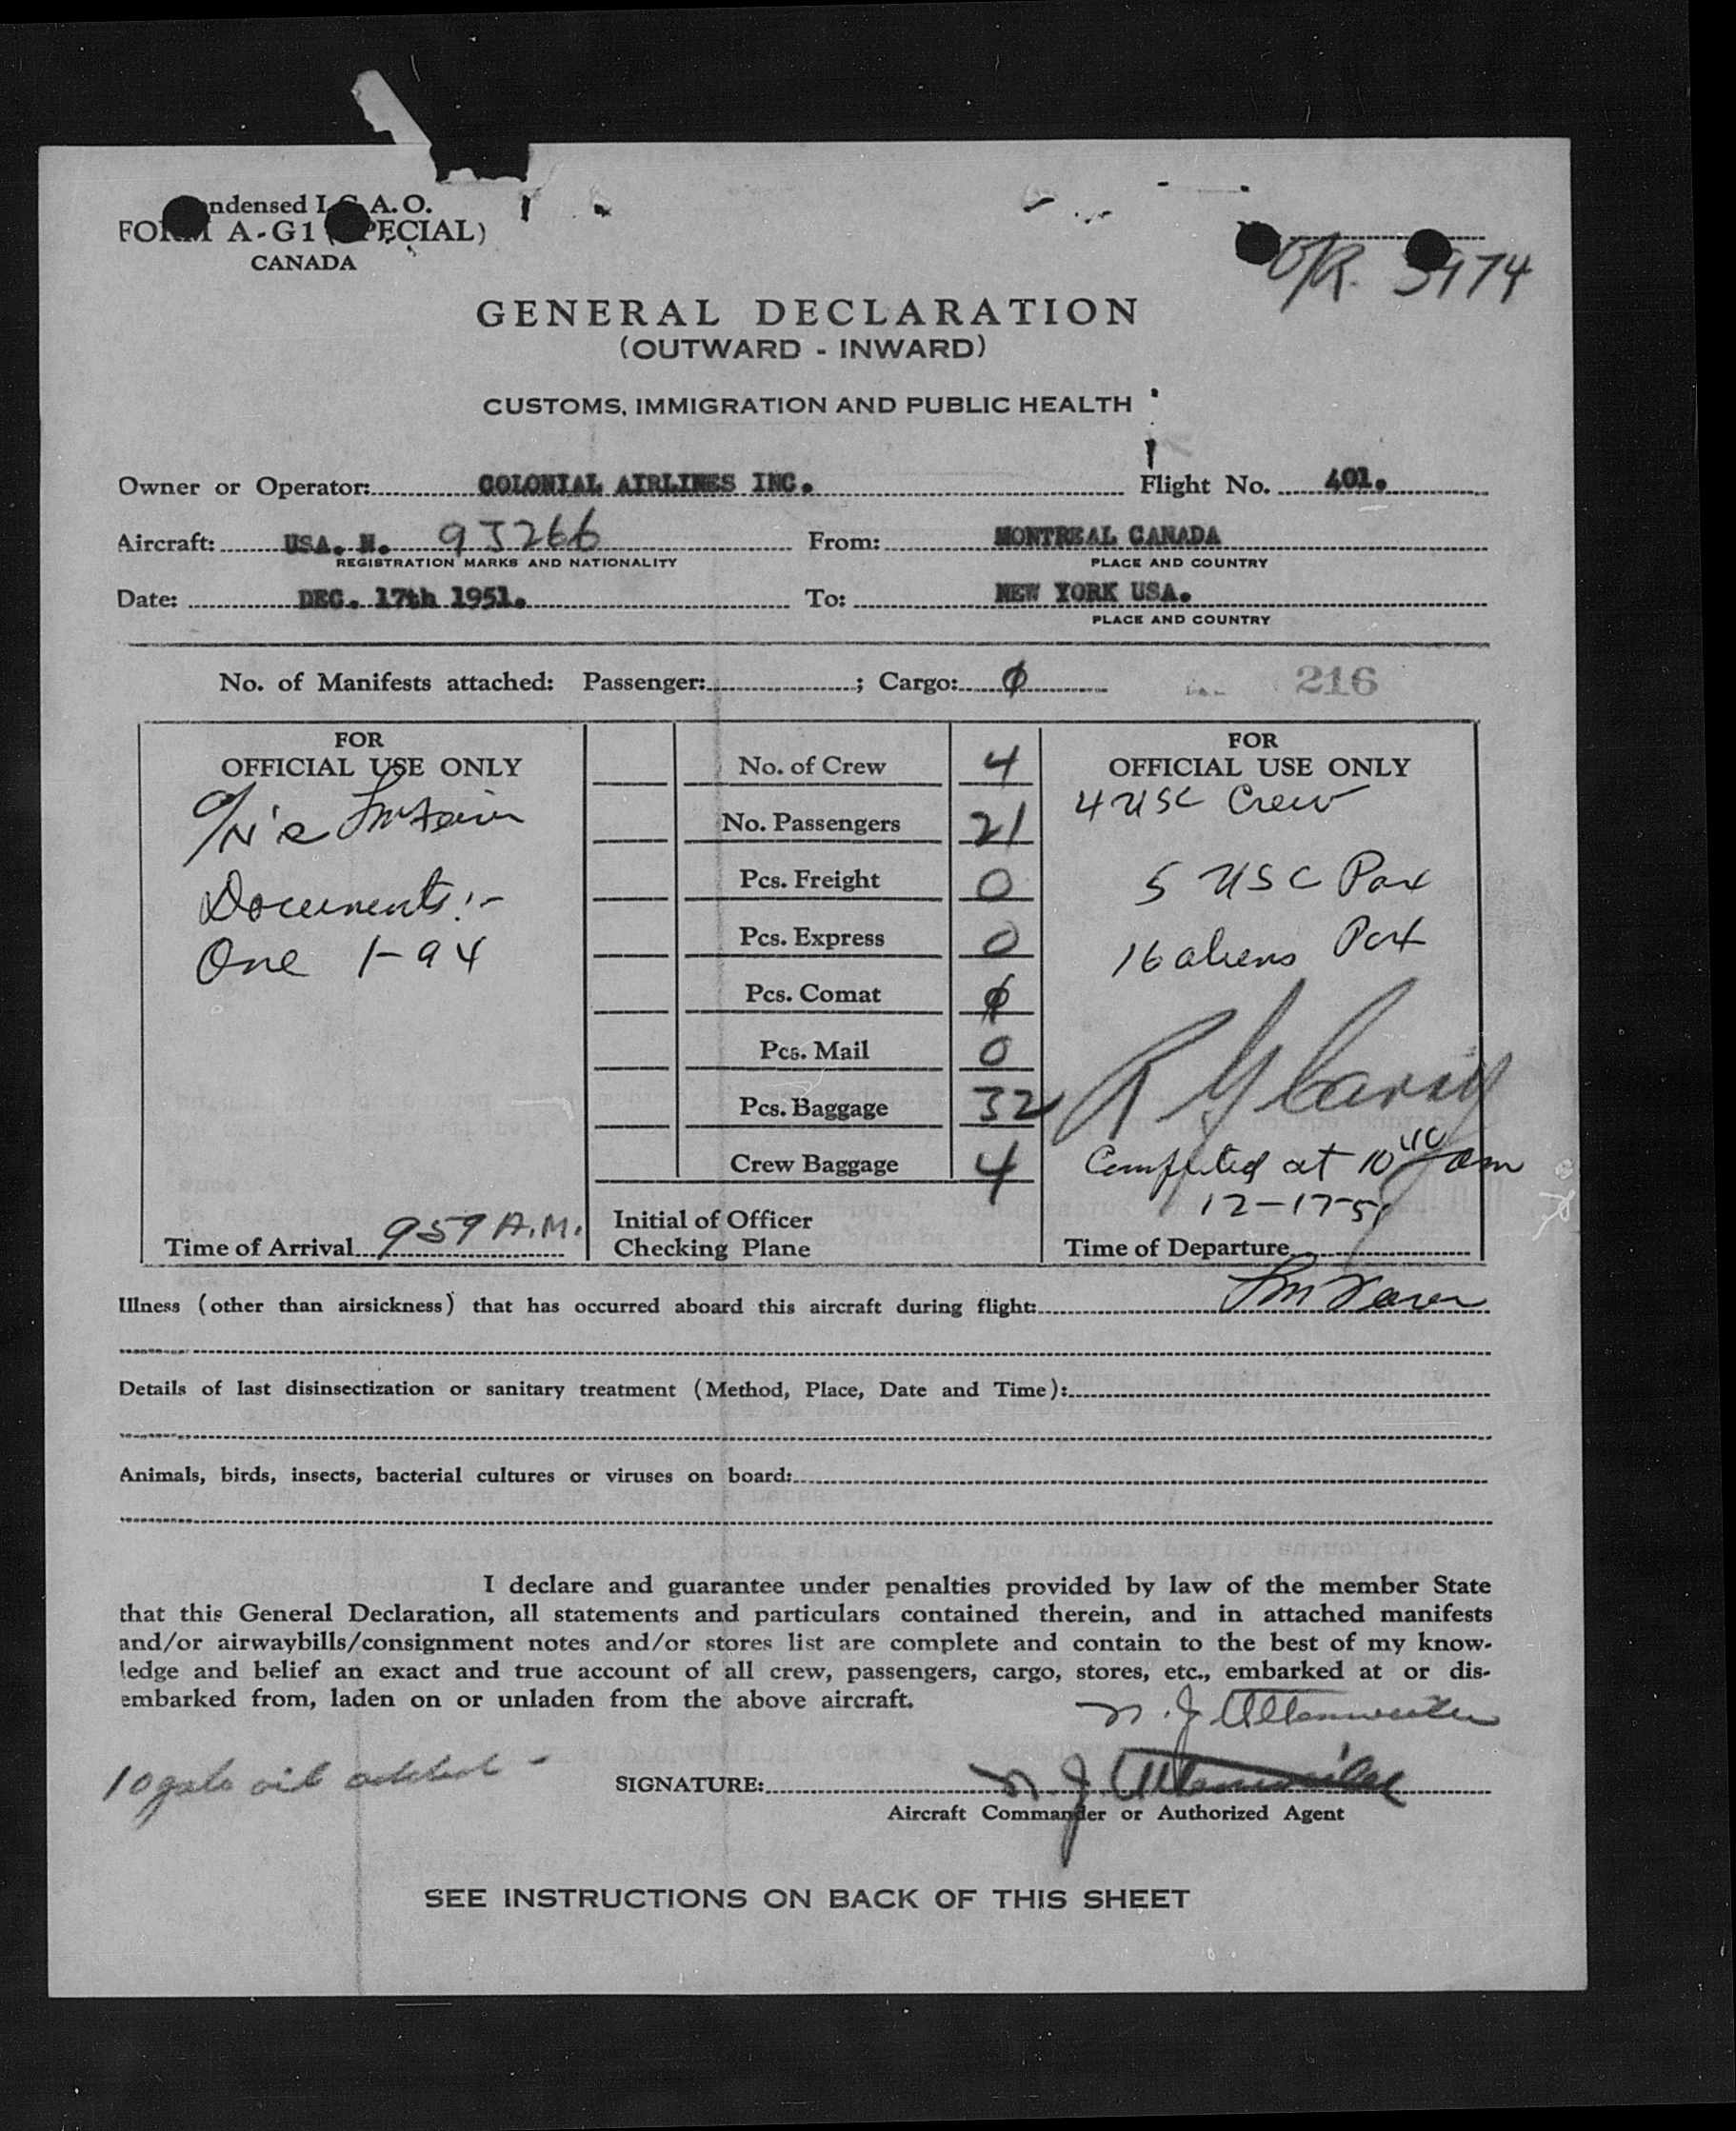 ndensed I.C.A.O.
FORM A-G1 (SPECIAL)
CANADA
O/R. 3974
GENERAL DECLARATION
(OUTWARD - INWARD)
CUSTOMS, IMMIGRATION AND PUBLIC HEALTH
Owner or Operator: COLONIAL AIRLINES INC. Flight No. 401.
Aircraft: USA. N. 93266 From: MONTREAL CANADA
REGISTRATION MARKS AND NATIONALITY PLACE AND COUNTRY
Date: DEC. 17th 1951. To: NEW YORK USA.
PLACE AND COUNTRY
No. of Manifests attached: Passenger: ; Cargo: 0 216
FOR
OFFICIAL USE ONLY
Documents:-
One 1-94
Time of Arrival 959 A.M.
No. of Crew 4
No. Passengers 21
Pcs. Freight 0
Pcs. Express 0
Pcs. Comat 0
Pcs. Mail 0
Pcs. Baggage 32
Crew Baggage 4
Initial of Officer
Checking Plane
FOR
OFFICIAL USE ONLY
4 USC Crew
5 USC Pax
16 aliens Pax
Completed at 10 am
12-17-51
Time of Departure
Illness (other than airsickness) that has occurred aboard this aircraft during flight:
Details of last disinsectization or sanitary treatment (Method, Place, Date and Time):
Animals, birds, insects, bacterial cultures or viruses on board:
I declare and guarantee under penalties provided by law of the member State
that this General Declaration, all statements and particulars contained therein, and in attached manifests
and/or airwaybills/consignment notes and/or stores list are complete and contain to the best of my know-
ledge and belief an exact and true account of all crew, passengers, cargo, stores, etc., embarked at or dis-
embarked from, laden on or unladen from the above aircraft.
10 gals oil added -
SIGNATURE:
Aircraft Commander or Authorized Agent
SEE INSTRUCTIONS ON BACK OF THIS SHEET